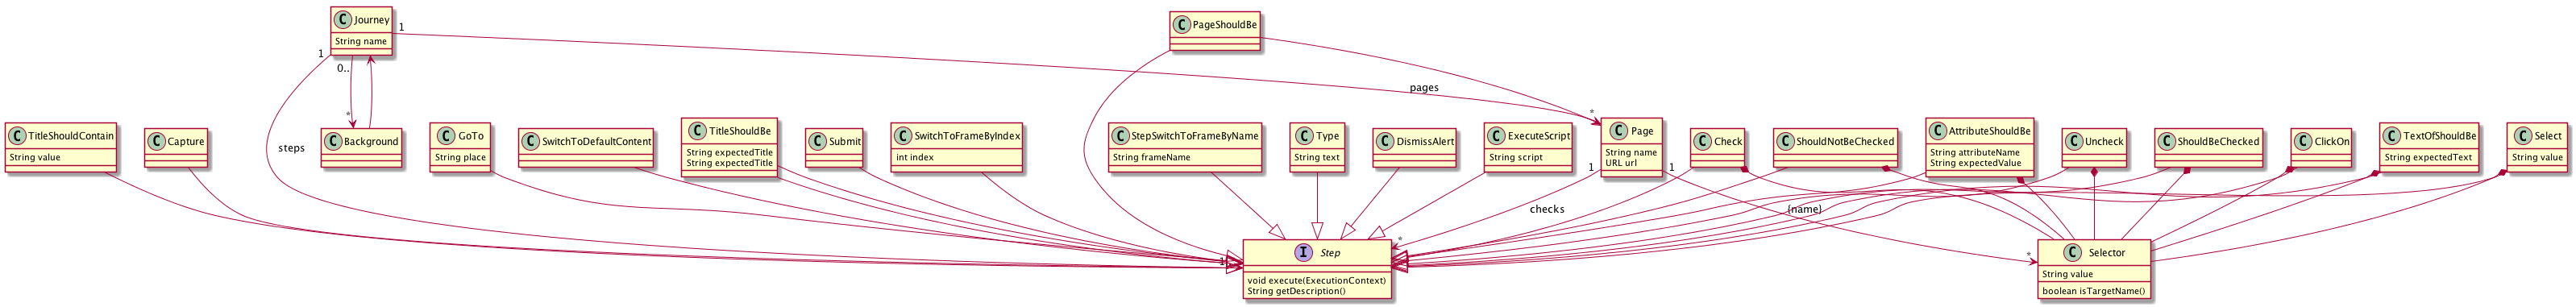 C Journey
String name
C PageShouldBe
1
1
0..
pages
*
*
C TitleShouldContain
String value
C Capture
steps
C Background
C GoTo
String place
C SwitchToDefaultContent
C TitleShouldBe
String expectedTitle
String expectedTitle
C Submit
C SwitchToFrameByIndex
int index
C StepSwitchToFrameByName
String frameName
C Type
String text
C DismissAlert
C ExecuteScript
String script
C Page
String name
URL url
C Check
C ShouldNotBeChecked
C AttributeShouldBe
String attributeName
String expectedValue
C Uncheck
C ShouldBeChecked
C ClickOn
C TextOfShouldBe
String expectedText
C Select
String value
1
1
checks
{name}
*
*
I Step
void execute(ExecutionContext)
String getDescription()
C Selector
String value
boolean isTargetName()